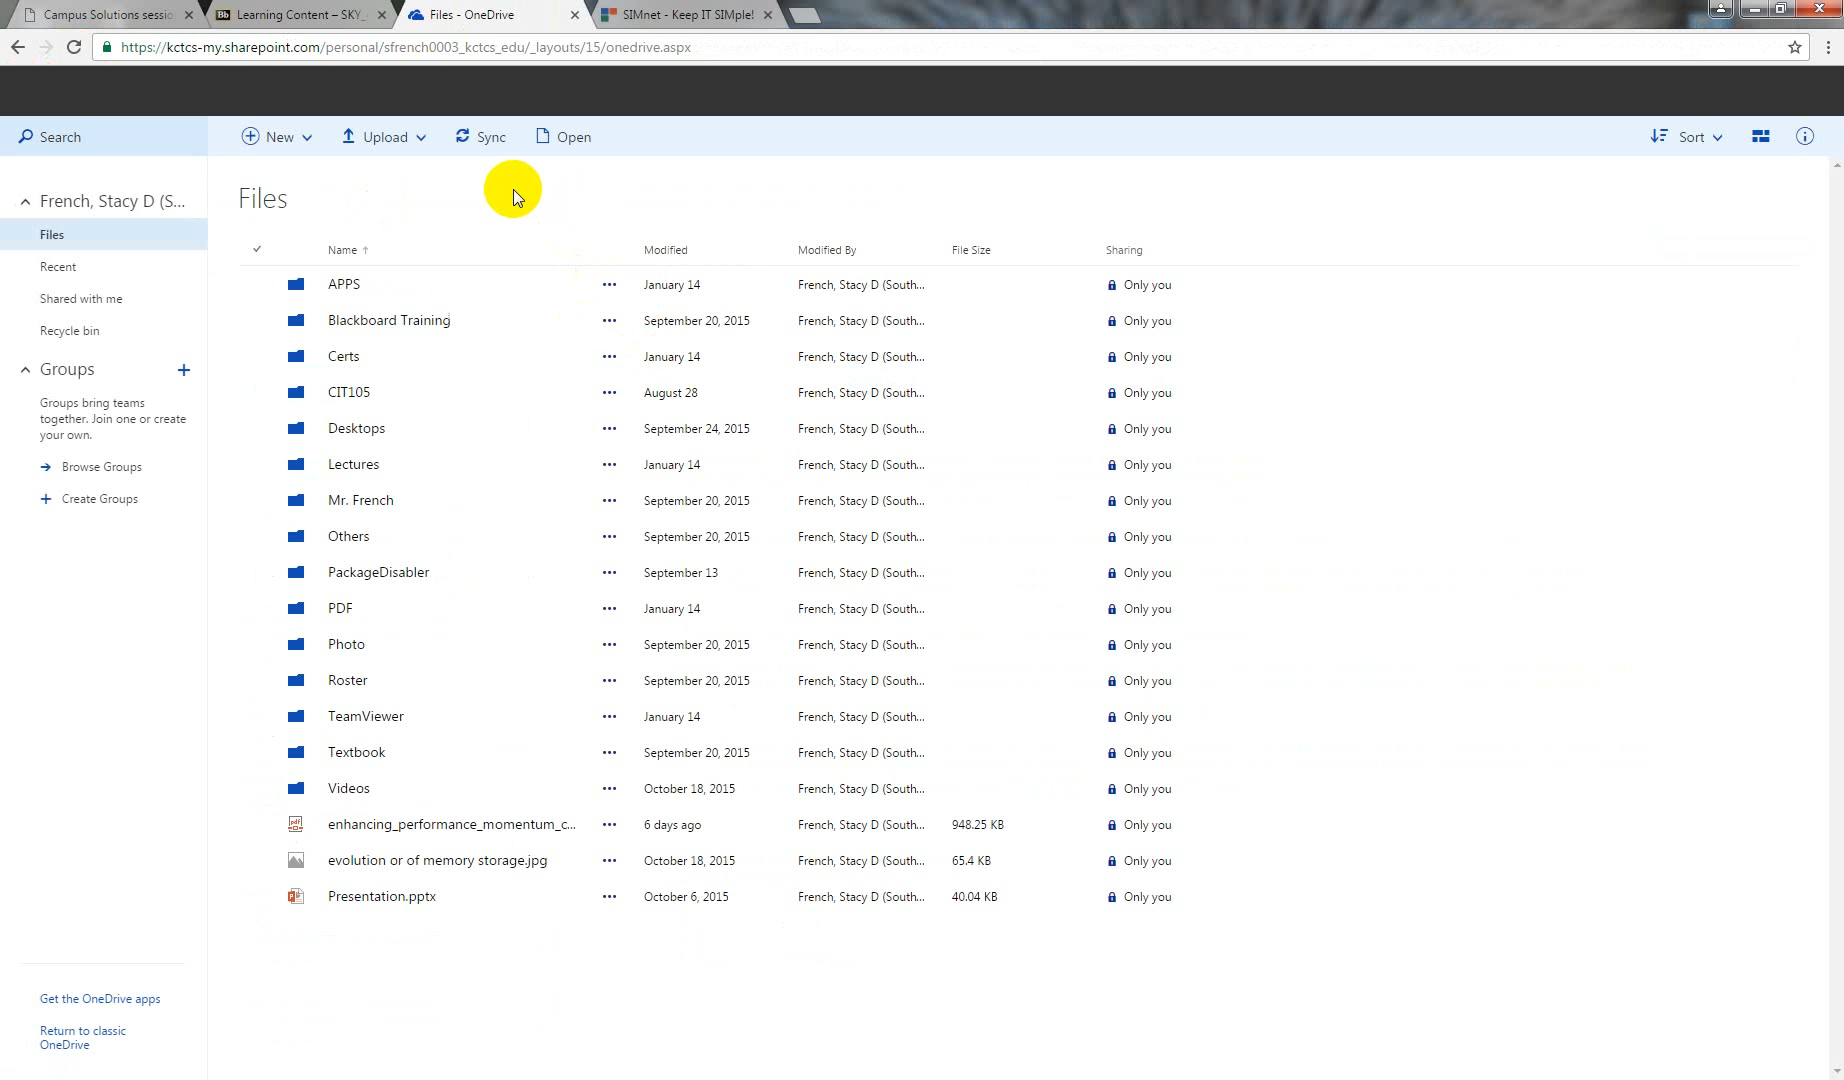 Campus Solutions sessio
Bb Learning Content – SKY_
Files - OneDrive
SIMnet - Keep IT SIMple!
https://kctcs-my.sharepoint.com/personal/sfrench0003_kctcs_edu/_layouts/15/onedrive.aspx
Search
New
Upload
Sync
Open
Sort
French, Stacy D (S...
Files
Recent
Shared with me
Recycle bin
Groups
Groups bring teams
together. Join one or create
your own.
Browse Groups
Create Groups
Get the OneDrive apps
Return to classic
OneDrive
Files
Name Modified Modified By File Size Sharing
APPS ••• January 14 French, Stacy D (South... Only you
Blackboard Training ••• September 20, 2015 French, Stacy D (South... Only you
Certs ••• January 14 French, Stacy D (South... Only you
CIT105 ••• August 28 French, Stacy D (South... Only you
Desktops ••• September 24, 2015 French, Stacy D (South... Only you
Lectures ••• January 14 French, Stacy D (South... Only you
Mr. French ••• September 20, 2015 French, Stacy D (South... Only you
Others ••• September 20, 2015 French, Stacy D (South... Only you
PackageDisabler ••• September 13 French, Stacy D (South... Only you
PDF ••• January 14 French, Stacy D (South... Only you
Photo ••• September 20, 2015 French, Stacy D (South... Only you
Roster ••• September 20, 2015 French, Stacy D (South... Only you
TeamViewer ••• January 14 French, Stacy D (South... Only you
Textbook ••• September 20, 2015 French, Stacy D (South... Only you
Videos ••• October 18, 2015 French, Stacy D (South... Only you
enhancing_performance_momentum_c... ••• 6 days ago French, Stacy D (South... 948.25 KB Only you
evolution or of memory storage.jpg ••• October 18, 2015 French, Stacy D (South... 65.4 KB Only you
Presentation.pptx ••• October 6, 2015 French, Stacy D (South... 40.04 KB Only you